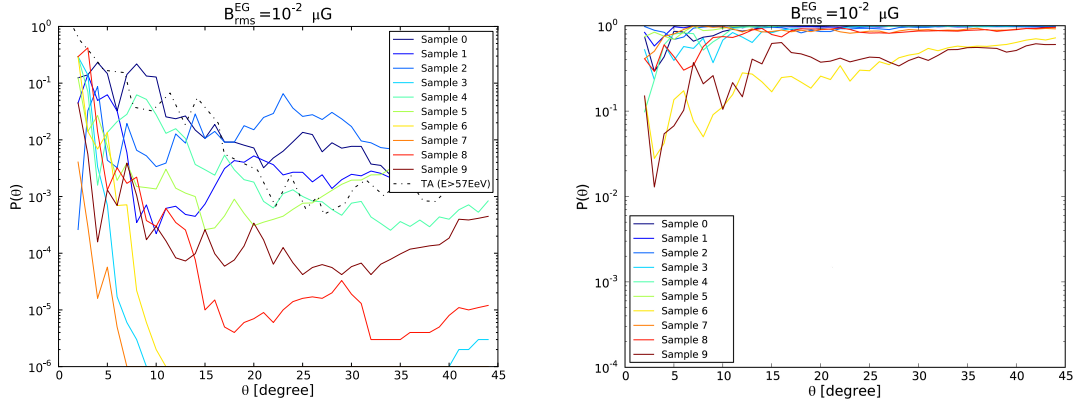 B_rms^EG =10^-2 μG
P(θ)
10^0
10^-1
10^-2
10^-3
10^-4
10^-5
10^-6
0 5 10 15 20 25 30 35 40 45
θ [degree]
Sample 0
Sample 1
Sample 2
Sample 3
Sample 4
Sample 5
Sample 6
Sample 7
Sample 8
Sample 9
TA (E>57EeV)
B_rms^EG =10^-2 μG
P(θ)
10^0
10^-1
10^-2
10^-3
10^-4
0 5 10 15 20 25 30 35 40 45
θ [degree]
Sample 0
Sample 1
Sample 2
Sample 3
Sample 4
Sample 5
Sample 6
Sample 7
Sample 8
Sample 9